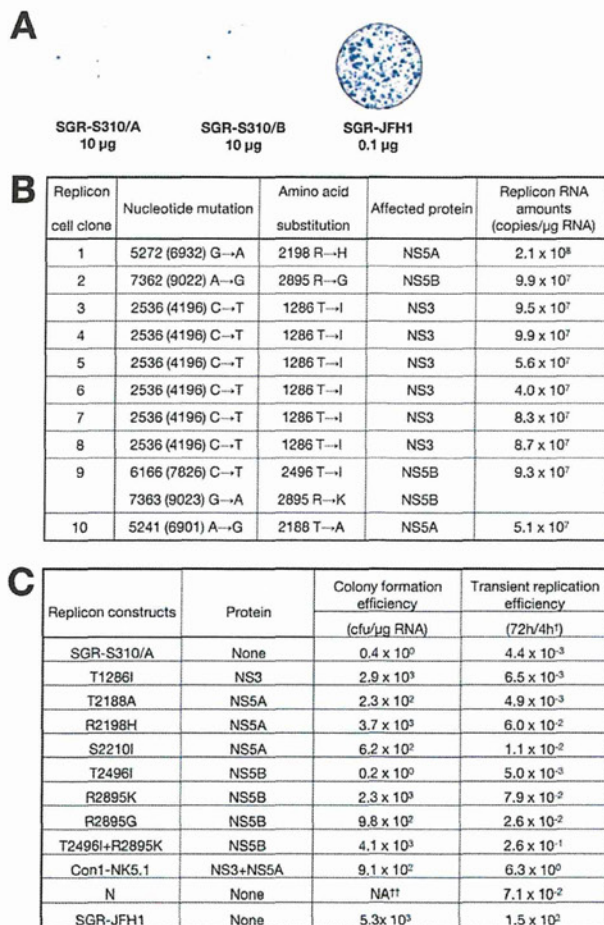 A
SGR-S310/A
10 µg
SGR-S310/B
10 µg
SGR-JFH1
0.1 µg
B
Replicon cell clone | Nucleotide mutation | Amino acid substitution | Affected protein | Replicon RNA amounts (copies/µg RNA)
1 | 5272 (6932) G→A | 2198 R→H | NS5A | 2.1 x 10⁸
2 | 7362 (9022) A→G | 2895 R→G | NS5B | 9.9 x 10⁷
3 | 2536 (4196) C→T | 1286 T→I | NS3 | 9.5 x 10⁷
4 | 2536 (4196) C→T | 1286 T→I | NS3 | 9.9 x 10⁷
5 | 2536 (4196) C→T | 1286 T→I | NS3 | 5.6 x 10⁷
6 | 2536 (4196) C→T | 1286 T→I | NS3 | 4.0 x 10⁷
7 | 2536 (4196) C→T | 1286 T→I | NS3 | 8.3 x 10⁷
8 | 2536 (4196) C→T | 1286 T→I | NS3 | 8.7 x 10⁷
9 | 6166 (7826) C→T | 2496 T→I | NS5B | 9.3 x 10⁷
7363 (9023) G→A | 2895 R→K | NS5B
10 | 5241 (6901) A→G | 2188 T→A | NS5A | 5.1 x 10⁷
C
Replicon constructs | Protein | Colony formation efficiency | Transient replication efficiency
(cfu/µg RNA) | (72h/4h†)
SGR-S310/A | None | 0.4 x 10⁰ | 4.4 x 10⁻³
T1286I | NS3 | 2.9 x 10³ | 6.5 x 10⁻³
T2188A | NS5A | 2.3 x 10² | 4.9 x 10⁻³
R2198H | NS5A | 3.7 x 10³ | 6.0 x 10⁻²
S2210I | NS5A | 6.2 x 10² | 1.1 x 10⁻²
T2496I | NS5B | 0.2 x 10⁰ | 5.0 x 10⁻³
R2895K | NS5B | 2.3 x 10³ | 7.9 x 10⁻²
R2895G | NS5B | 9.8 x 10² | 2.6 x 10⁻²
T2496I+R2895K | NS5B | 4.1 x 10³ | 2.6 x 10⁻¹
Con1-NK5.1 | NS3+NS5A | 9.1 x 10² | 6.3 x 10⁰
N | None | NA†† | 7.1 x 10⁻²
SGR-JFH1 | None | 5.3x 10³ | 1.5 x 10²